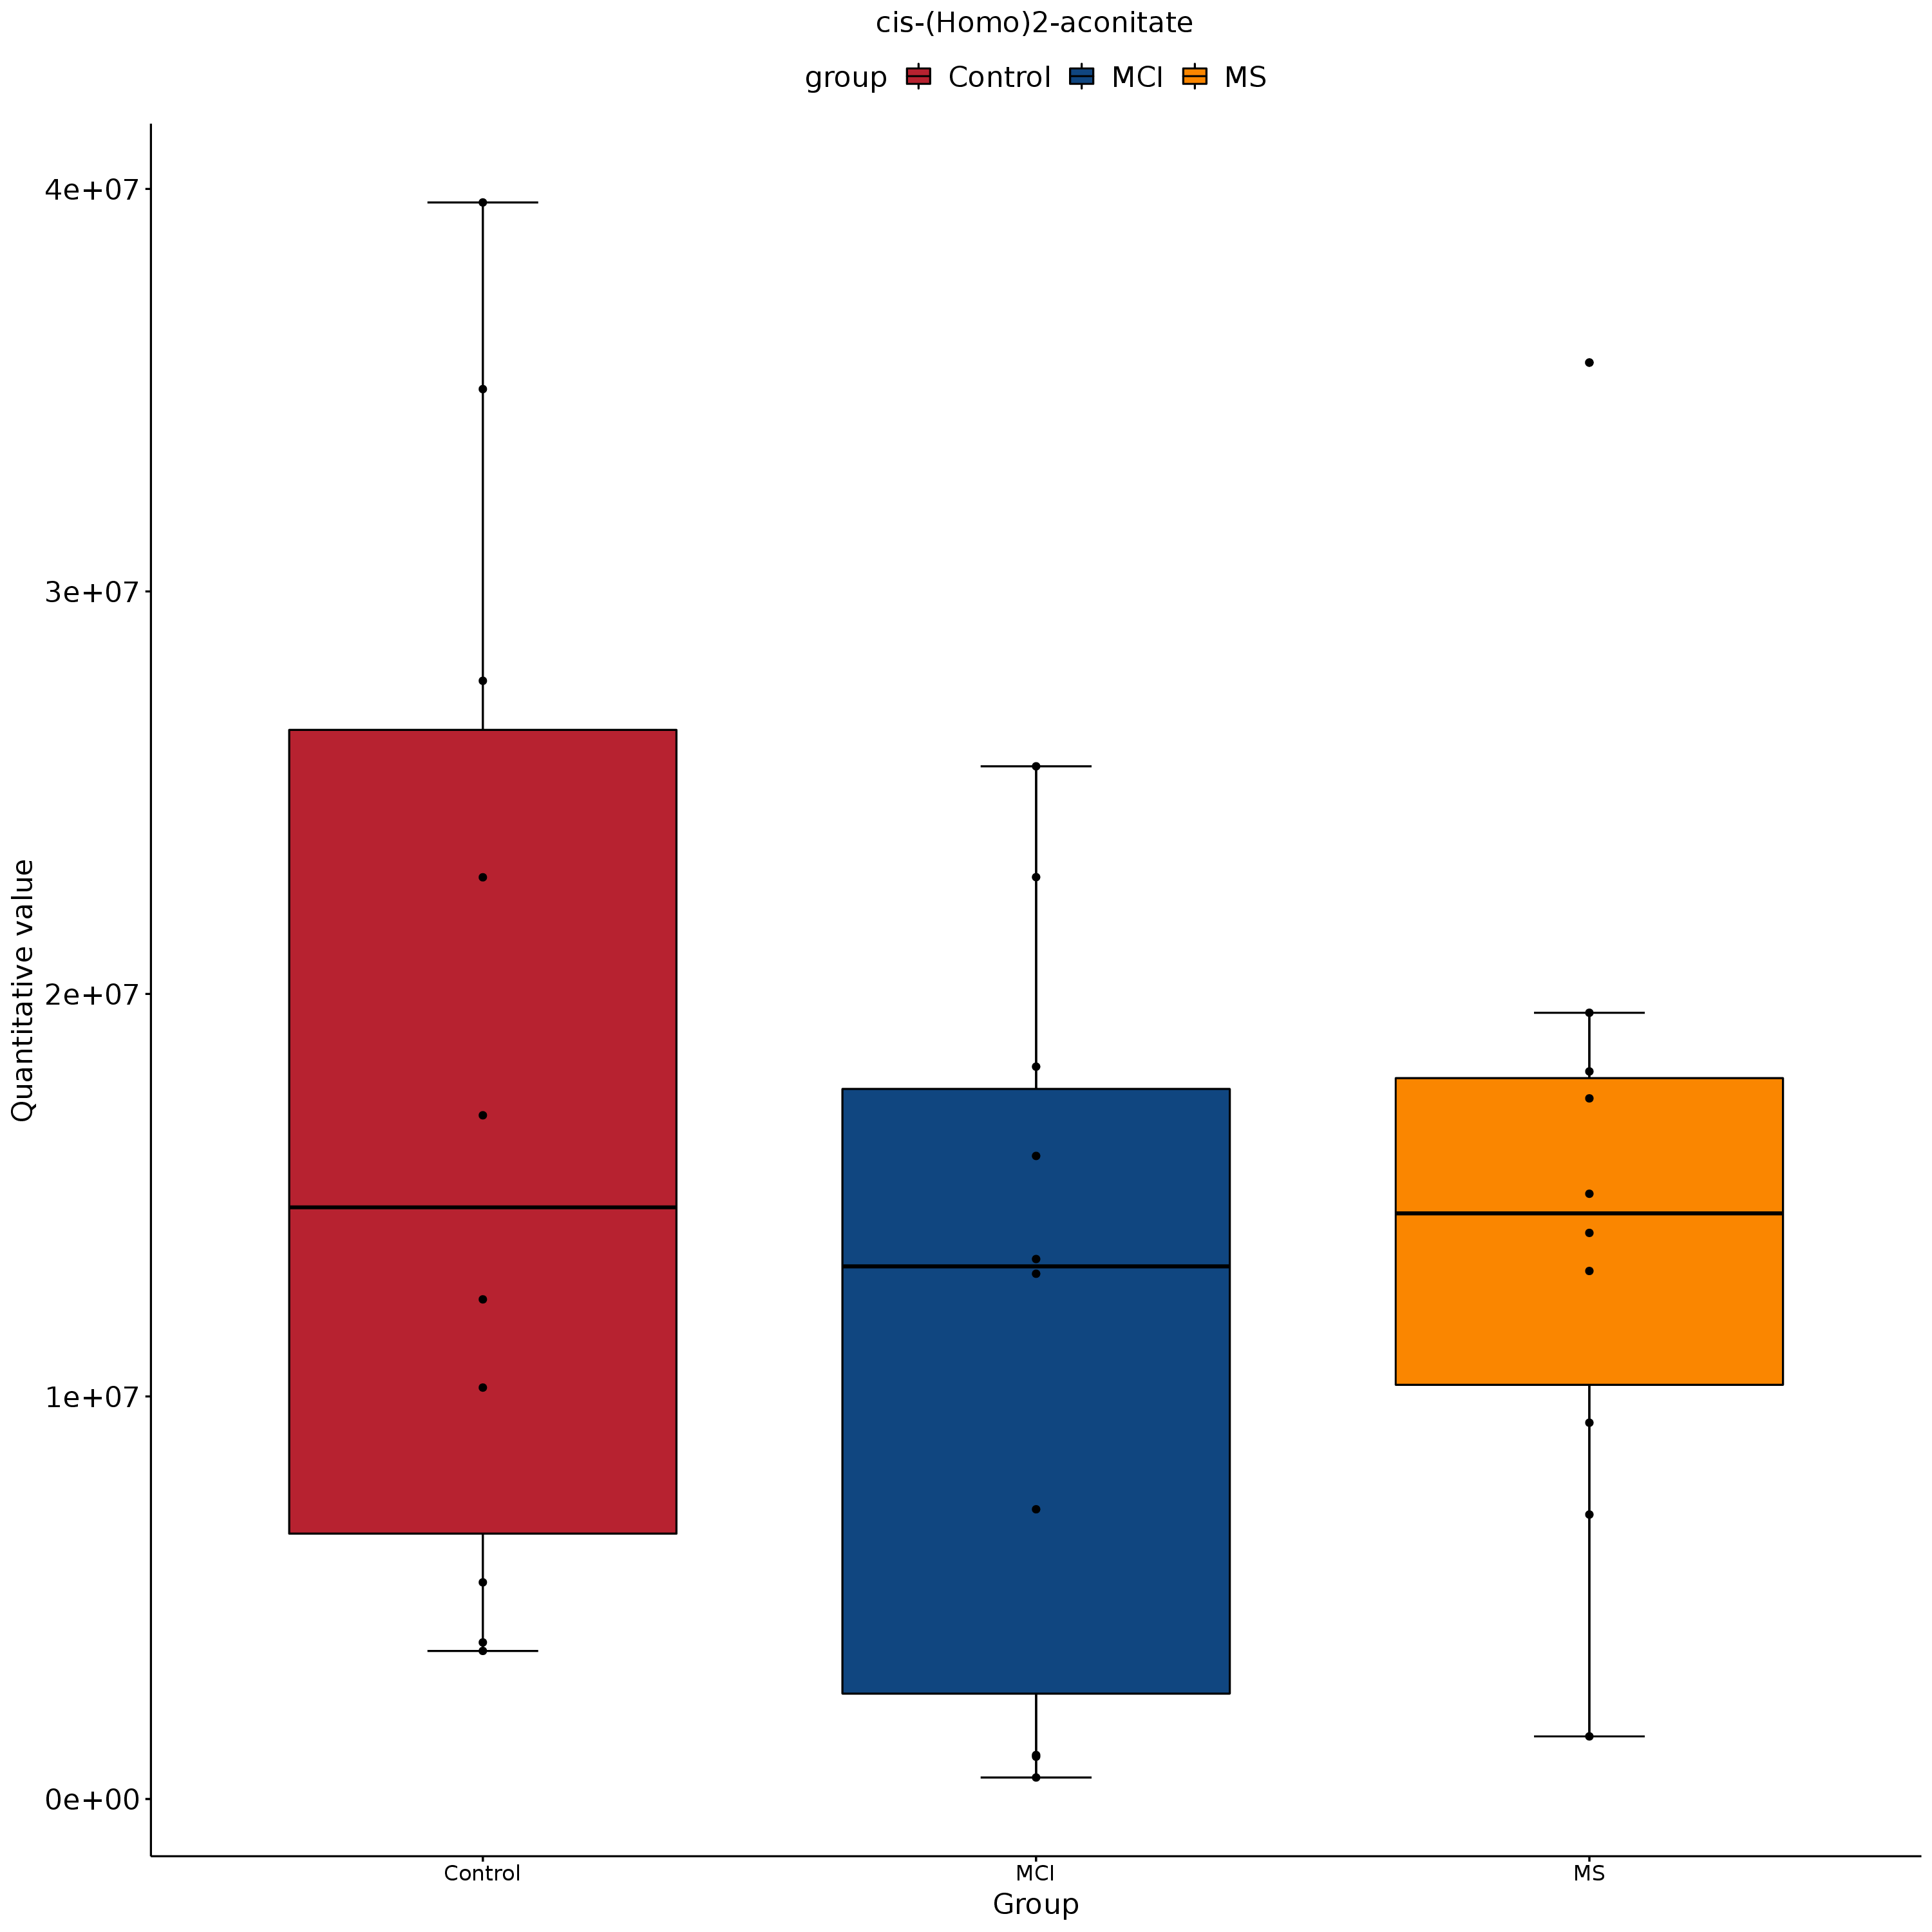 cis-(Homo)2-aconitate
group Control MCI MS
4e+07
3e+07
2e+07
1e+07
0e+00
Quantitative value
Control MCI MS
Group